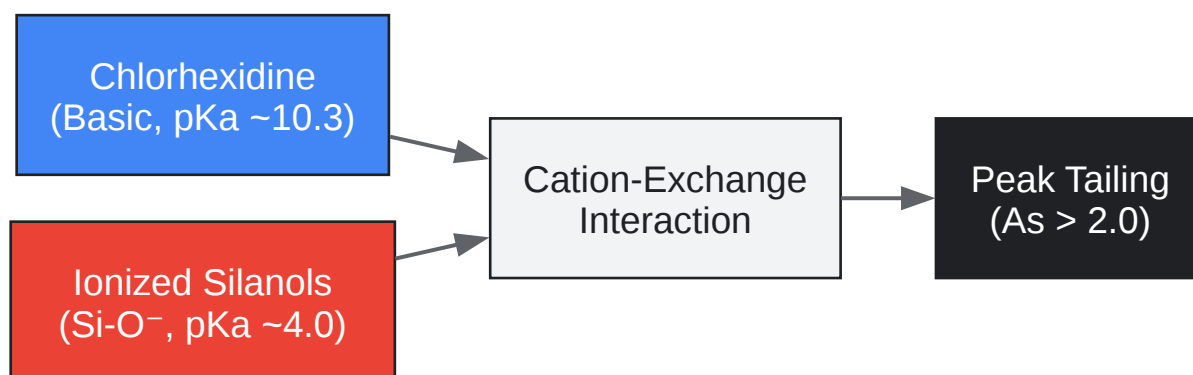 Chlorhexidine
(Basic, pKa ~10.3)
Ionized Silanols
(Si-O⁻, pKa ~4.0)
Cation-Exchange
Interaction
Peak Tailing
(As > 2.0)